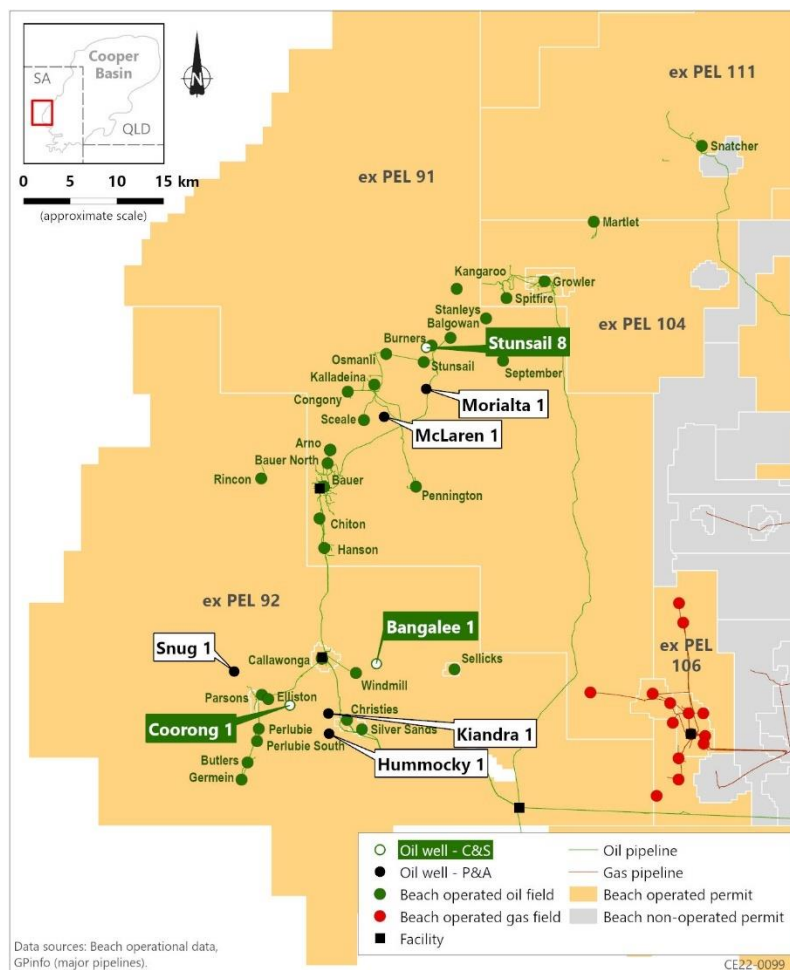 Cooper
Basin
SA
QLD
N
0 5 10 15 km
(approximate scale)
ex PEL 111
Snatcher
ex PEL 91
Martlet
Kangaroo
Growler
Spitfire
Stanleys
Balgowan
ex PEL 104
Burners
Stunsail 8
Osmanli
Stunsail
September
Kalladeina
Congony
Morialta 1
Sceale
McLaren 1
Arno
Bauer North
Rincon
Bauer
Pennington
Chiton
Hanson
ex PEL 92
Bangalee 1
Snug 1
ex PEL
106
Callawonga
Sellicks
Windmill
Parsons
Elliston
Christies
Coorong 1
Perlubie
Silver Sands
Kiandra 1
Perlubie South
Butlers
Hummocky 1
Germein
Oil well - C&S
Oil well - P&A
Beach operated oil field
Beach operated gas field
Facility
Oil pipeline
Gas pipeline
Beach operated permit
Beach non-operated permit
Data sources: Beach operational data,
GPinfo (major pipelines).
CE22-0099